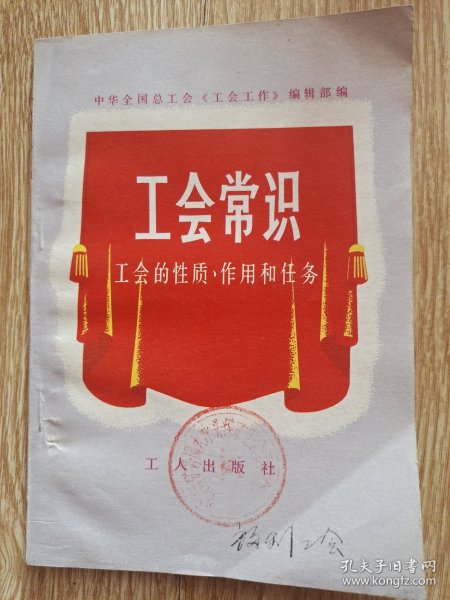 中华全国总工会《工会工作》编辑部编
工会常识
工会的性质、作用和任务
工人出版社
工会
孔夫子旧书网
www.kongfz.com